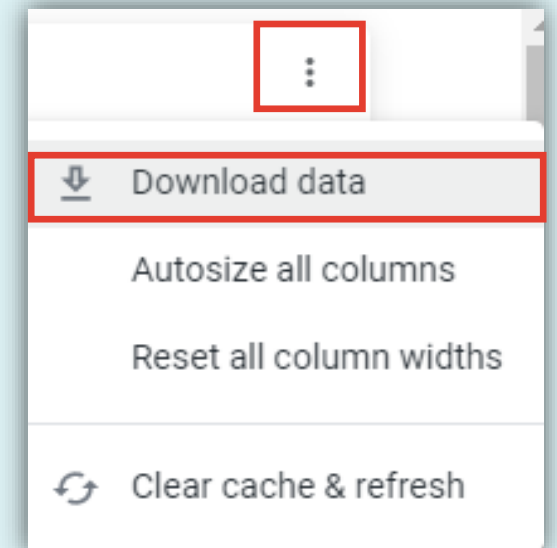 Download data
Autosize all columns
Reset all column widths
Clear cache & refresh